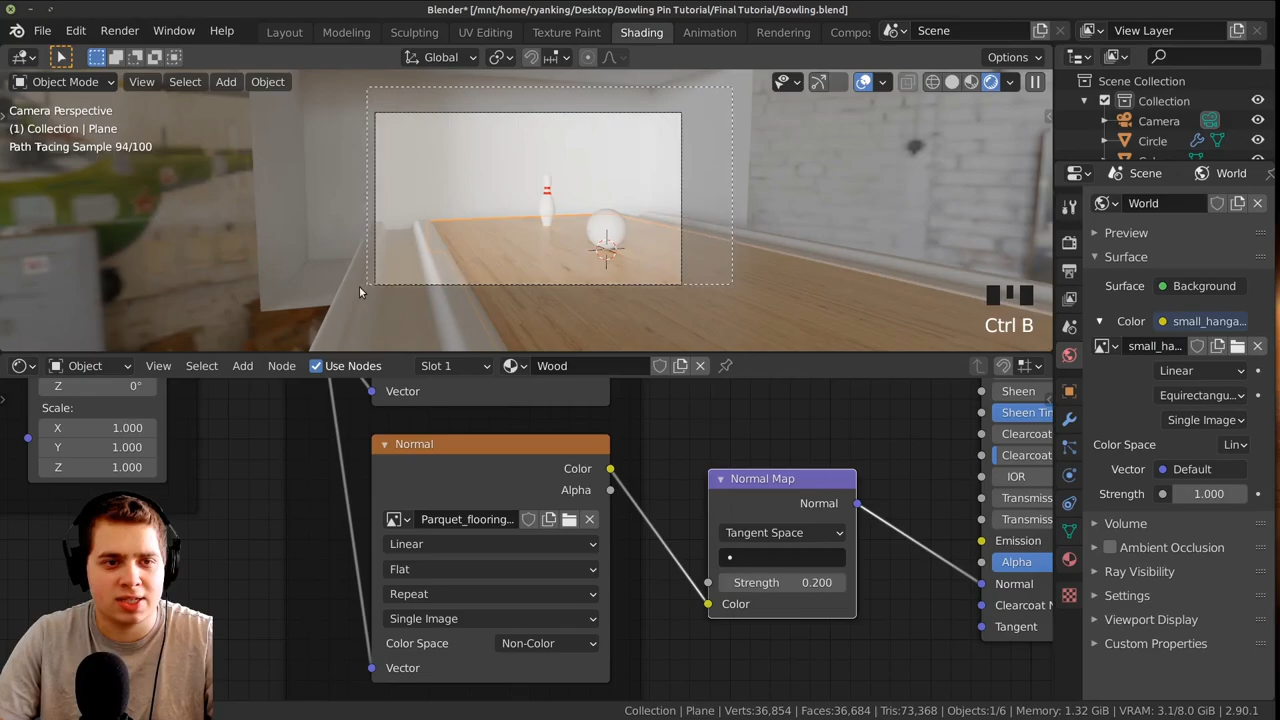 Blender* [/mnt/home/ryanking/Desktop/Bowling Pin Tutorial/Final Tutorial/Bowling.blend]
File Edit Render Window Help Layout Modeling Sculpting UV Editing Texture Paint Shading Animation Rendering Compos Scene View Layer
Global Options
Object Mode View Select Add Object
Camera Perspective
(1) Collection | Plane
Path Tracing Sample 94/100
Scene Collection
Collection
Camera
Circle
Scene World
World
Preview
Surface
Surface Background
Color small_hanga...
small_ha...
Linear
Equirectangu...
Single Image
Color Space Lin
Vector Default
Strength 1.000
Volume
Ambient Occlusion
Ray Visibility
Settings
Viewport Display
Custom Properties
Ctrl B
Object View Select Add Node Use Nodes Slot 1 Wood
Z 0°
Scale:
X 1.000
Y 1.000
Z 1.000
Vector
Normal
Color
Alpha
Parquet_flooring...
Linear
Flat
Repeat
Single Image
Color Space Non-Color
Vector
Normal Map
Normal
Tangent Space
Strength 0.200
Color
Sheen
Sheen Tin
Clearcoat
Clearcoat
IOR
Transmiss
Transmiss
Emission
Alpha
Normal
Clearcoat N
Tangent
Collection | Plane Verts:36,854 | Faces:36,684 | Tris:73,368 | Objects:1/6 | Memory: 1.32 GiB | VRAM: 3.1/8.0 GiB | 2.90.1